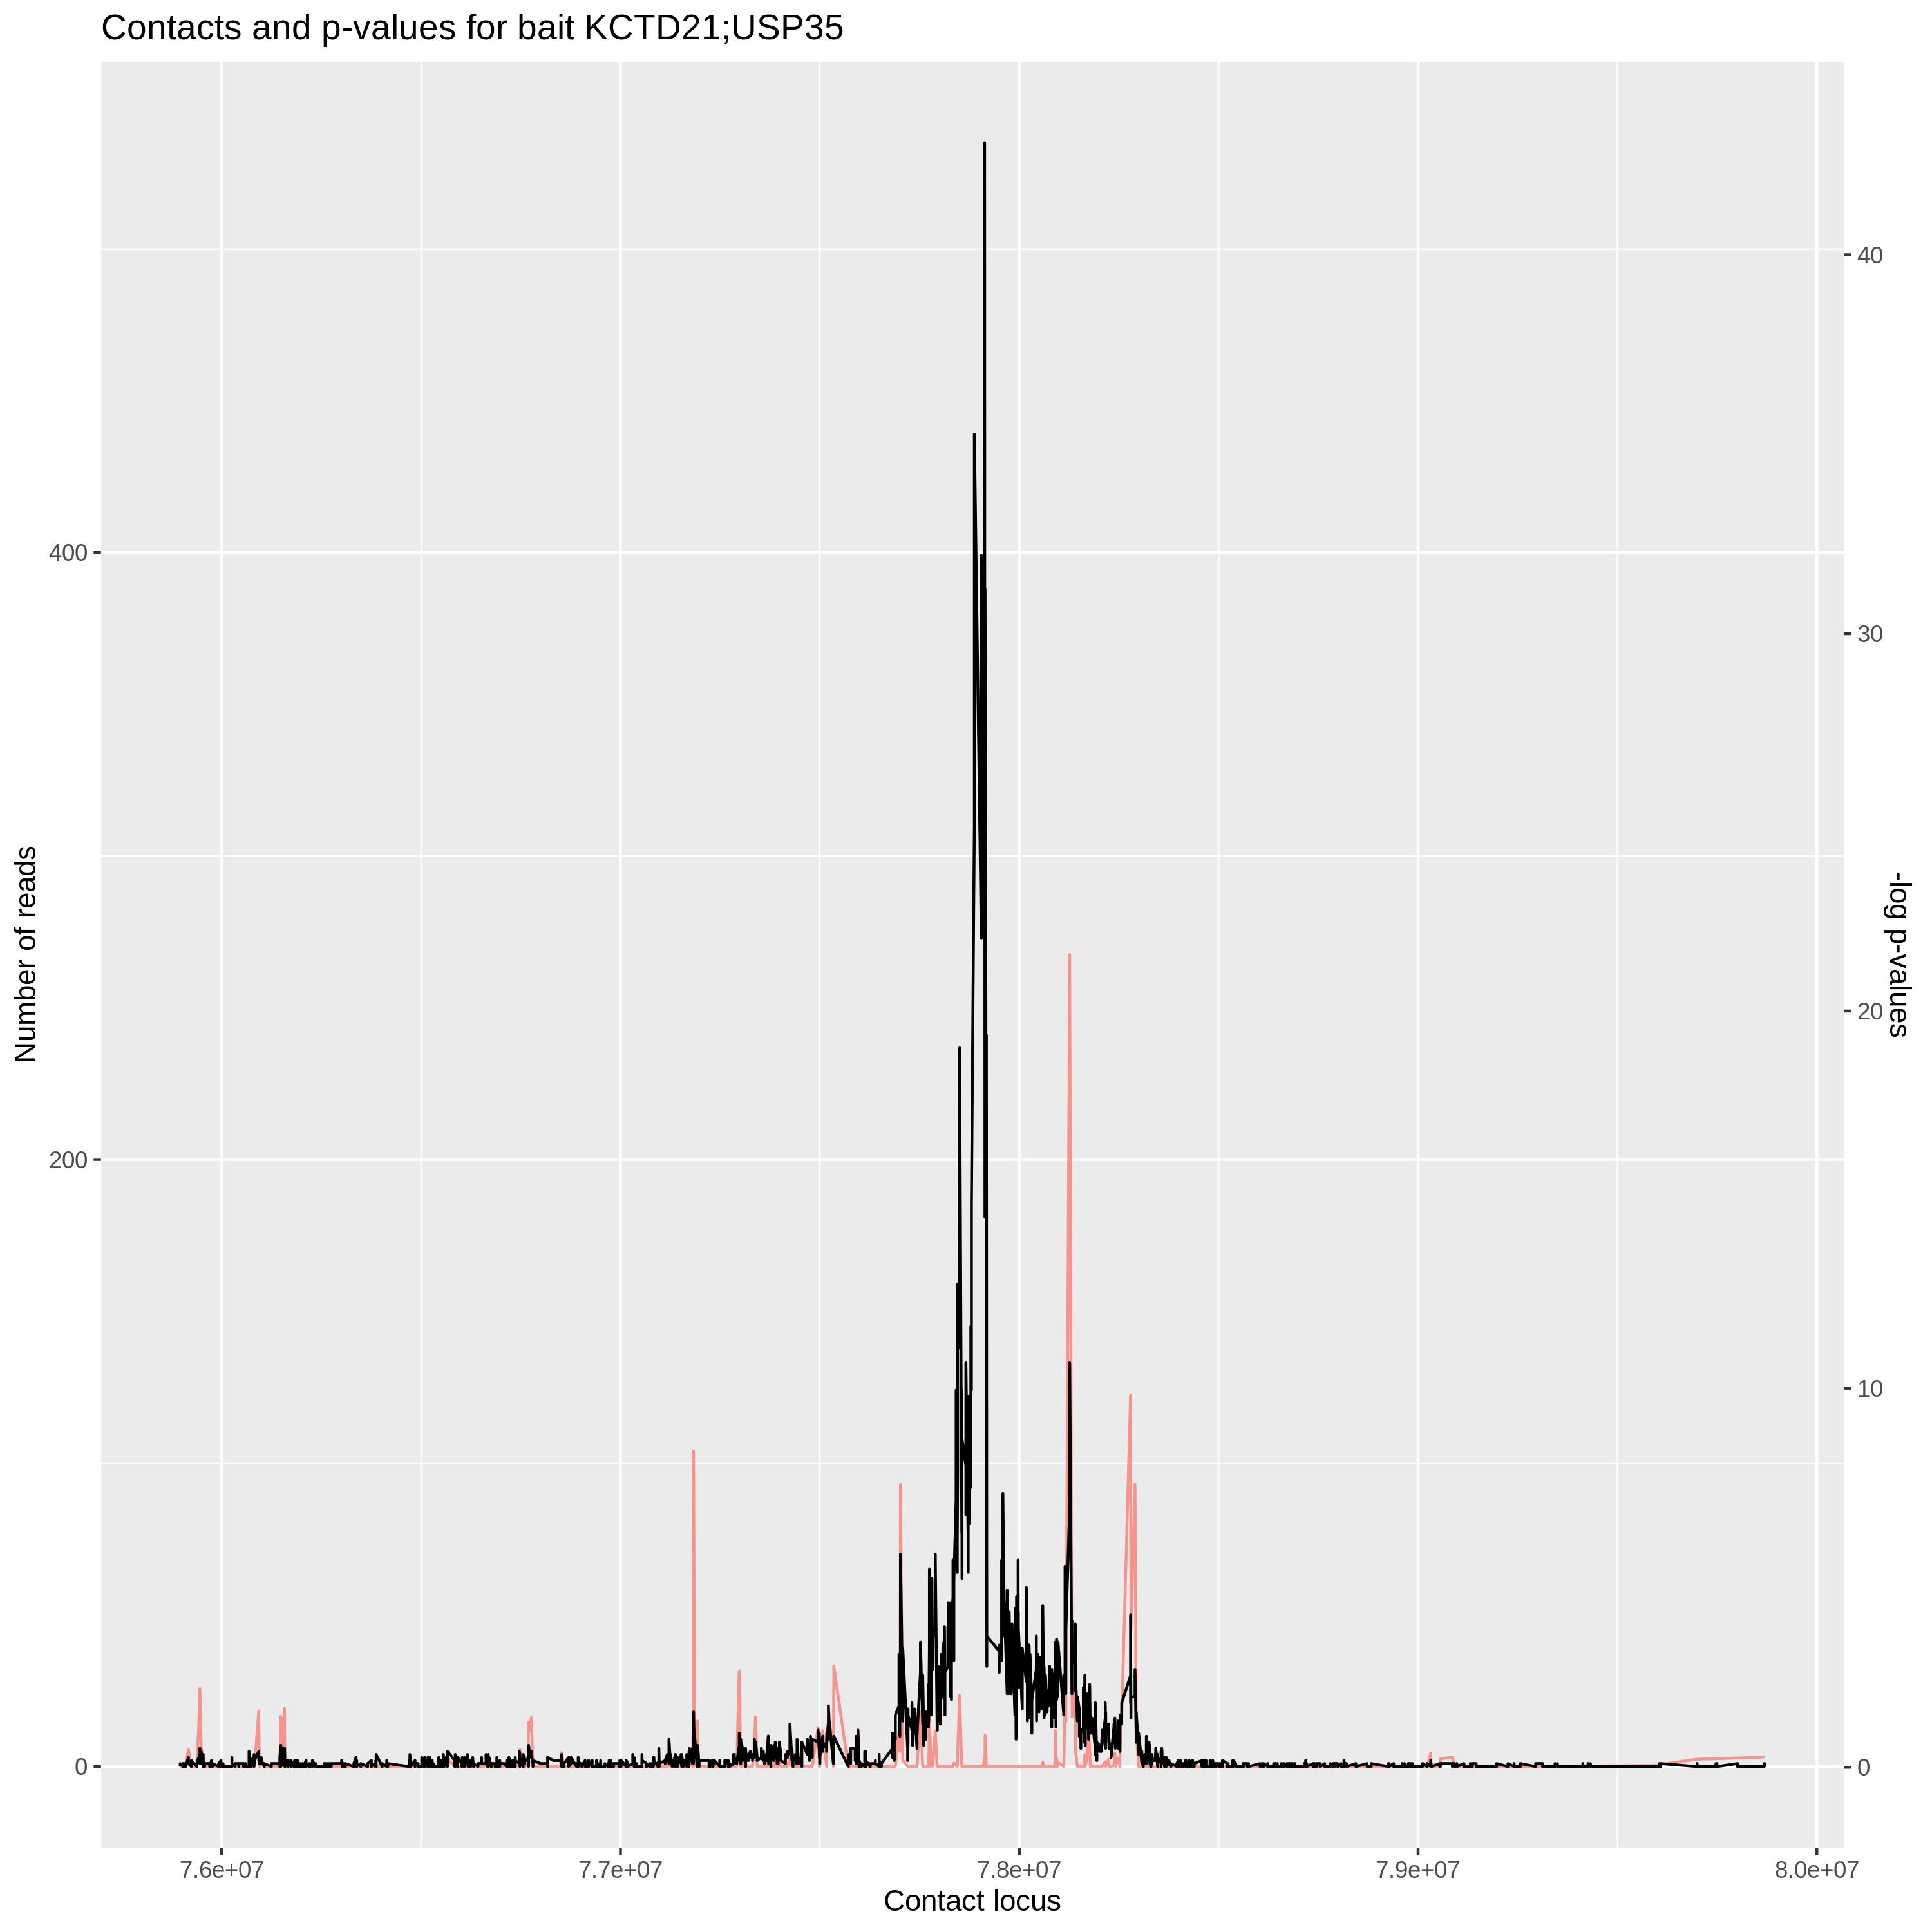 Contacts and p-values for bait KCTD21;USP35
Number of reads
400
200
0
40
30
20
10
0
-log p-values
7.6e+07 7.7e+07 7.8e+07 7.9e+07 8.0e+07
Contact locus